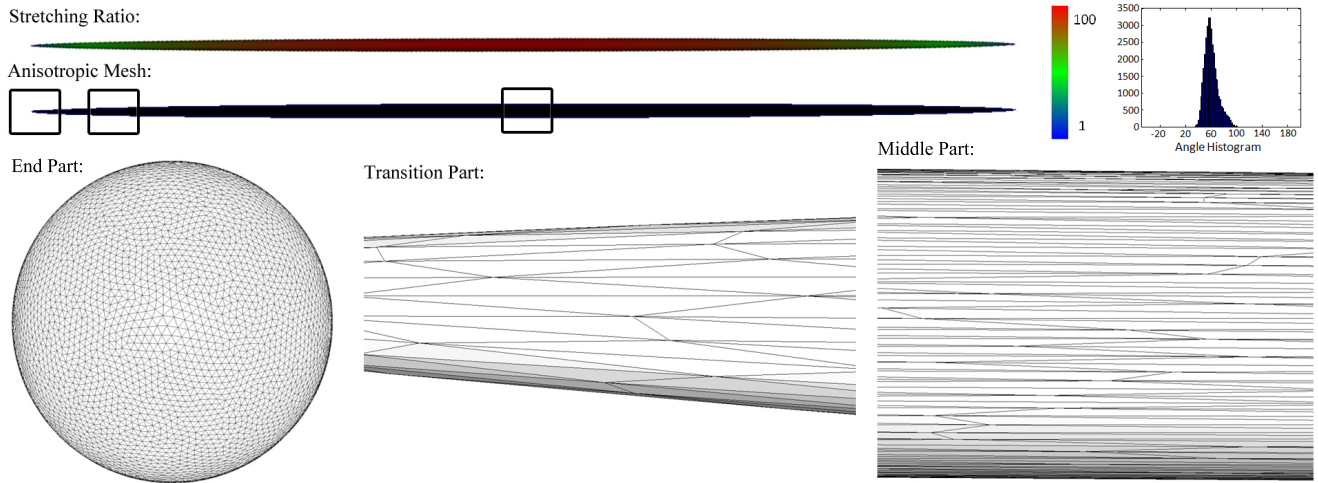 Stretching Ratio:
Anisotropic Mesh:
100
1
3500
3000
2500
2000
1500
1000
500
0
-20 20 60 100 140 180
Angle Histogram
End Part:
Transition Part:
Middle Part: